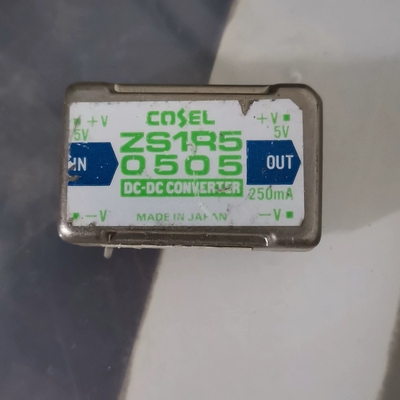 COSEL
+V +V
5V ZS1R5 5V
IN 0505 OUT
DC-DC CONVERTER 250mA
-V MADE IN JAPAN -V